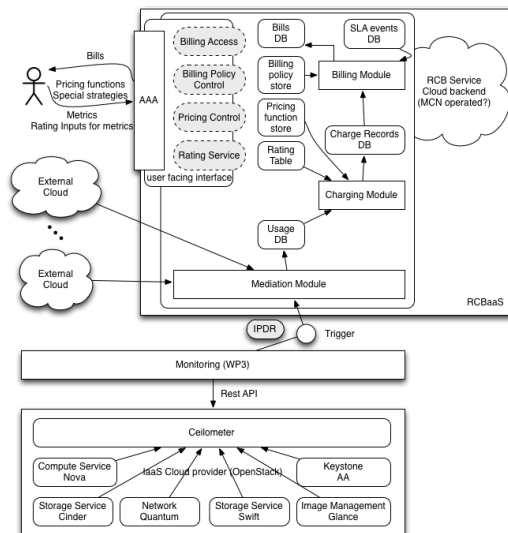 Bills
Pricing functions
Special strategies
Metrics
Rating Inputs for metrics
AAA
Billing Access
Billing Policy
Control
Pricing Control
Rating Service
user facing interface
Bills
DB
SLA events
DB
Billing
policy
store
Billing Module
Pricing
function
store
Charge Records
DB
Rating
Table
Charging Module
Usage
DB
RCB Service
Cloud backend
(MCN operated?)
External
Cloud
External
Cloud
Mediation Module
RCBaaS
IPDR
Trigger
Monitoring (WP3)
Rest API
Ceilometer
Compute Service
Nova
IaaS Cloud provider (OpenStack)
Keystone
AA
Storage Service
Cinder
Network
Quantum
Storage Service
Swift
Image Management
Glance